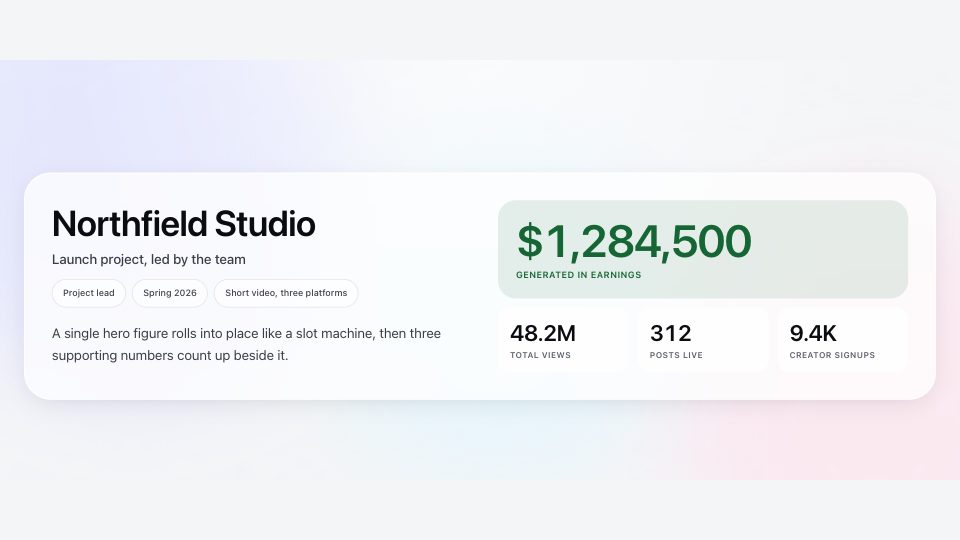 Northfield Studio
Launch project, led by the team
Project lead
Spring 2026
Short video, three platforms
A single hero figure rolls into place like a slot machine, then three
supporting numbers count up beside it.
$1,284,500
GENERATED IN EARNINGS
48.2M
TOTAL VIEWS
312
POSTS LIVE
9.4K
CREATOR SIGNUPS